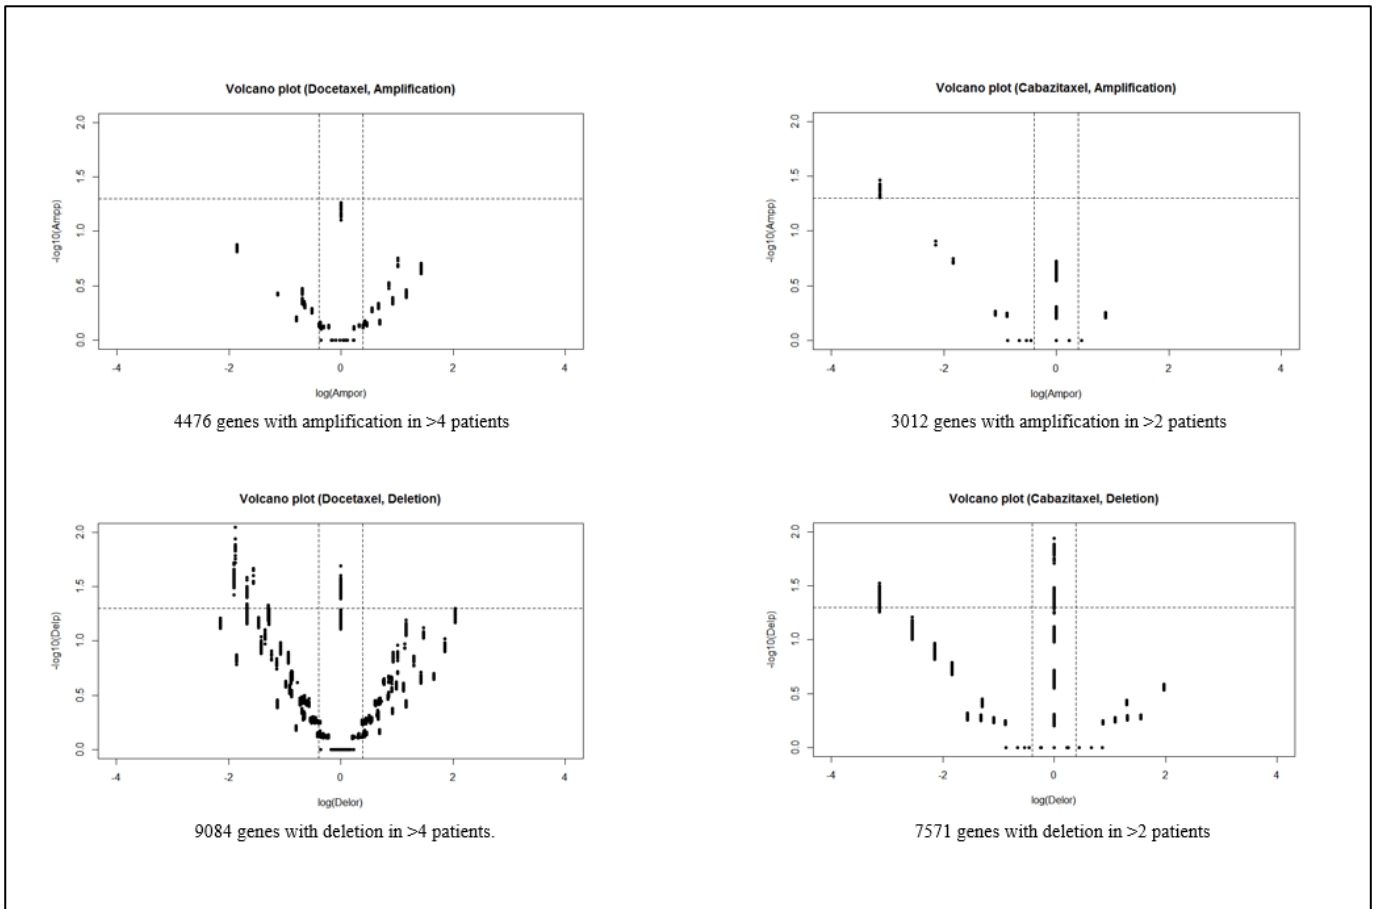 Volcano plot (Docetaxel, Amplification)
2.0
1.5
1.0
0.5
0.0
-log10(Ampp)
-4 -2 0 2 4
log(Ampor)
4476 genes with amplification in >4 patients
Volcano plot (Cabazitaxel, Amplification)
2.0
1.5
1.0
0.5
0.0
-log10(Ampp)
-4 -2 0 2 4
log(Ampor)
3012 genes with amplification in >2 patients
Volcano plot (Docetaxel, Deletion)
2.0
1.5
1.0
0.5
0.0
-log10(Delp)
-4 -2 0 2 4
log(Delor)
9084 genes with deletion in >4 patients.
Volcano plot (Cabazitaxel, Deletion)
2.0
1.5
1.0
0.5
0.0
-log10(Delp)
-4 -2 0 2 4
log(Delor)
7571 genes with deletion in >2 patients